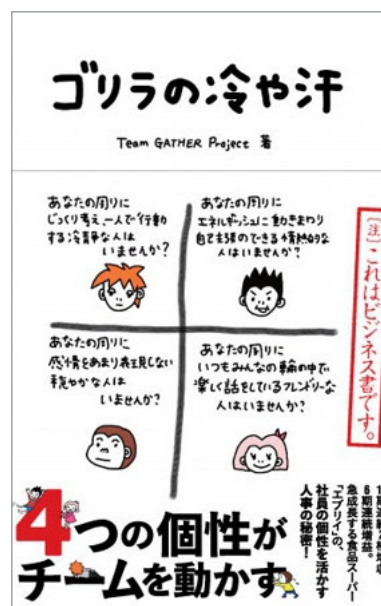 ゴリラの冷や汗
Team GATHER Project 著
あなたの周りに
じっくり考え、一人で行動
する冷静な人は
いませんか?
あなたの周りに
エネルギッシュに動きまわり
自己主張のできる情熱的な
人はいませんか?
あなたの周りに
感情をあまり表現しない
穏やかな人は
いませんか?
あなたの周りに
いつもみんなの輪の中で
楽しく話をしているフレンドリーな
人はいませんか?
[注]これはビジネス書です。
6期連続増益。
急成長する食品スーパー
「エブリイ」の、
社員の個性を活かす
人事の秘密!
4つの個性が
チームを動かす